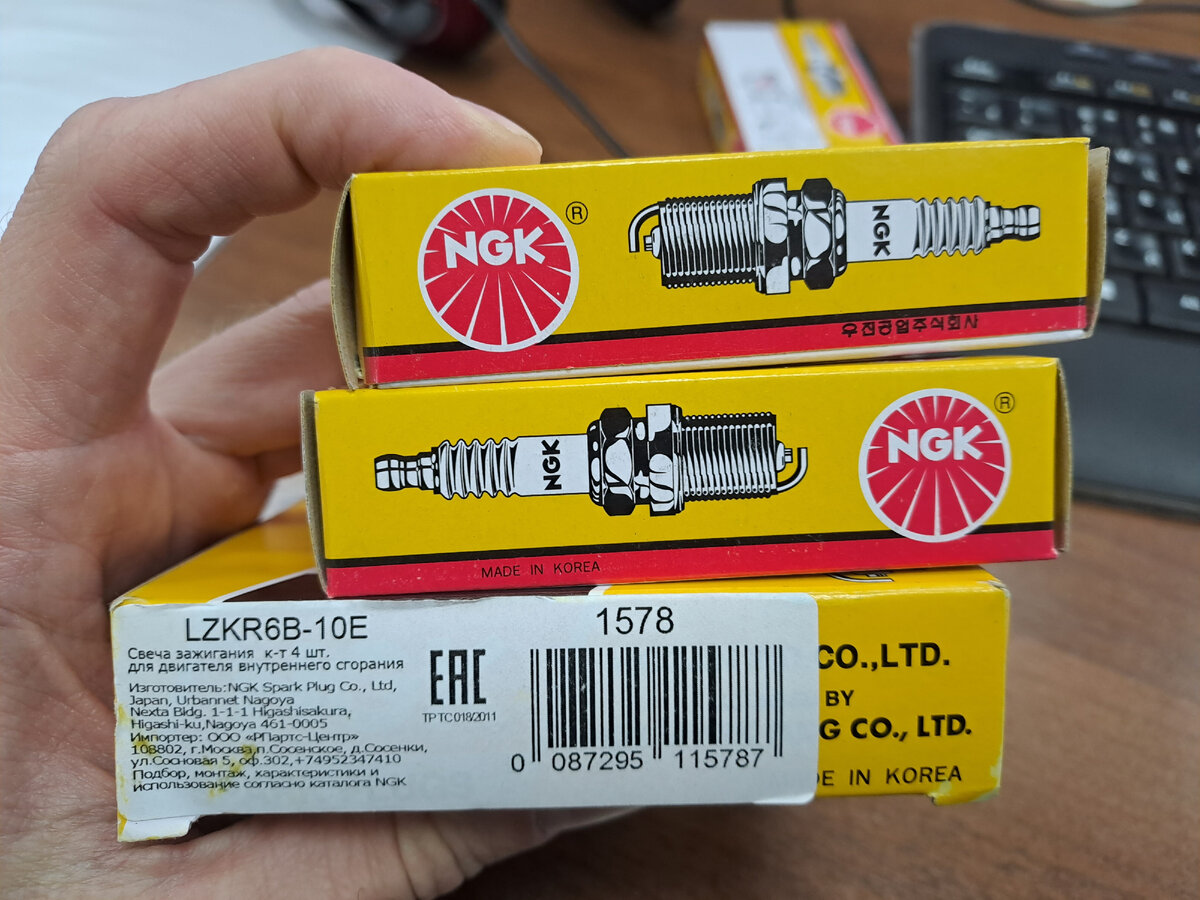 NGK
®
NGK
우진공업주식회사
NGK
NGK
®
MADE IN KOREA
LZKR6B-10E
1578
Свеча зажигания к-т 4 шт.
для двигателя внутреннего сгорания
Изготовитель:NGK Spark Plug Co., Ltd,
Japan, Urbannet Nagoya
Nexta Bldg. 1-1-1 Higashisakura,
Higashi-ku,Nagoya 461-0005
Импортер: ООО «РПартс-Центр»
108802, г.Москва,п.Сосенское, д.Сосенки,
ул.Сосновая 5, оф.302,+74952347410
Подбор, монтаж, характеристики и
использование согласно каталога NGK
EAC
ТР ТС 018/2011
0 087295 115787
CO.,LTD.
BY
G CO., LTD.
DE IN KOREA